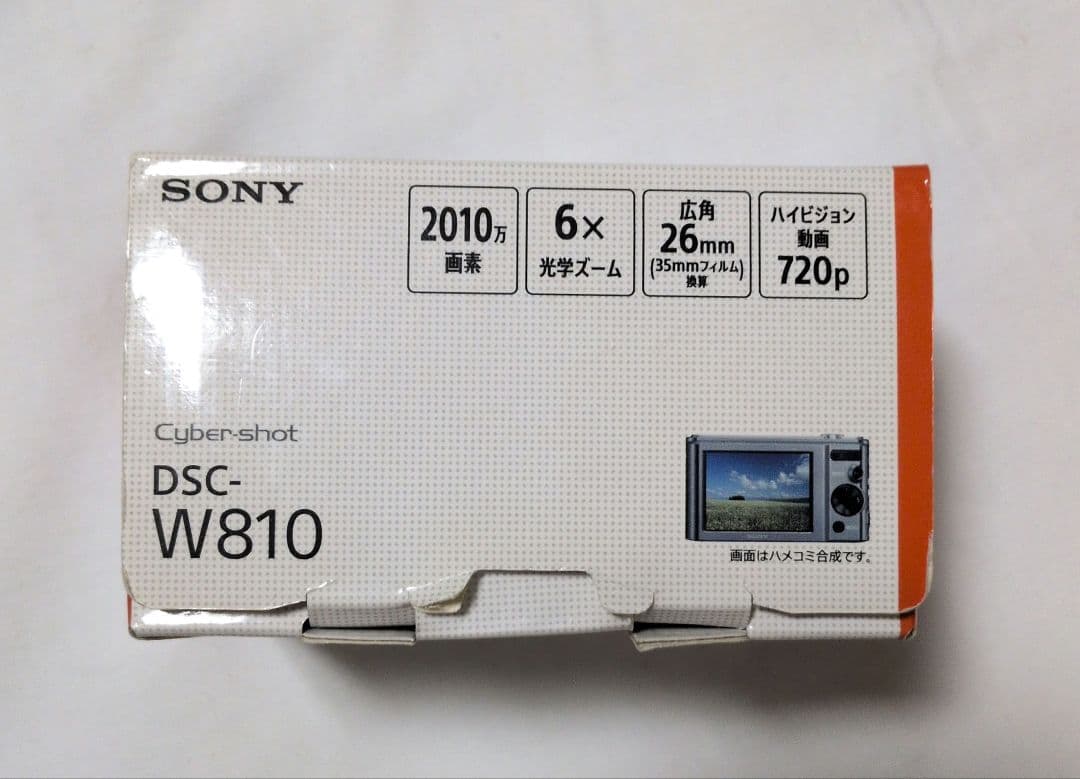 SONY
2010万
画素
6×
光学ズーム
広角
26mm
(35mmフィルム)
換算
ハイビジョン
動画
720p
Cyber-shot
DSC-
W810
SONY
画面はハメコミ合成です。